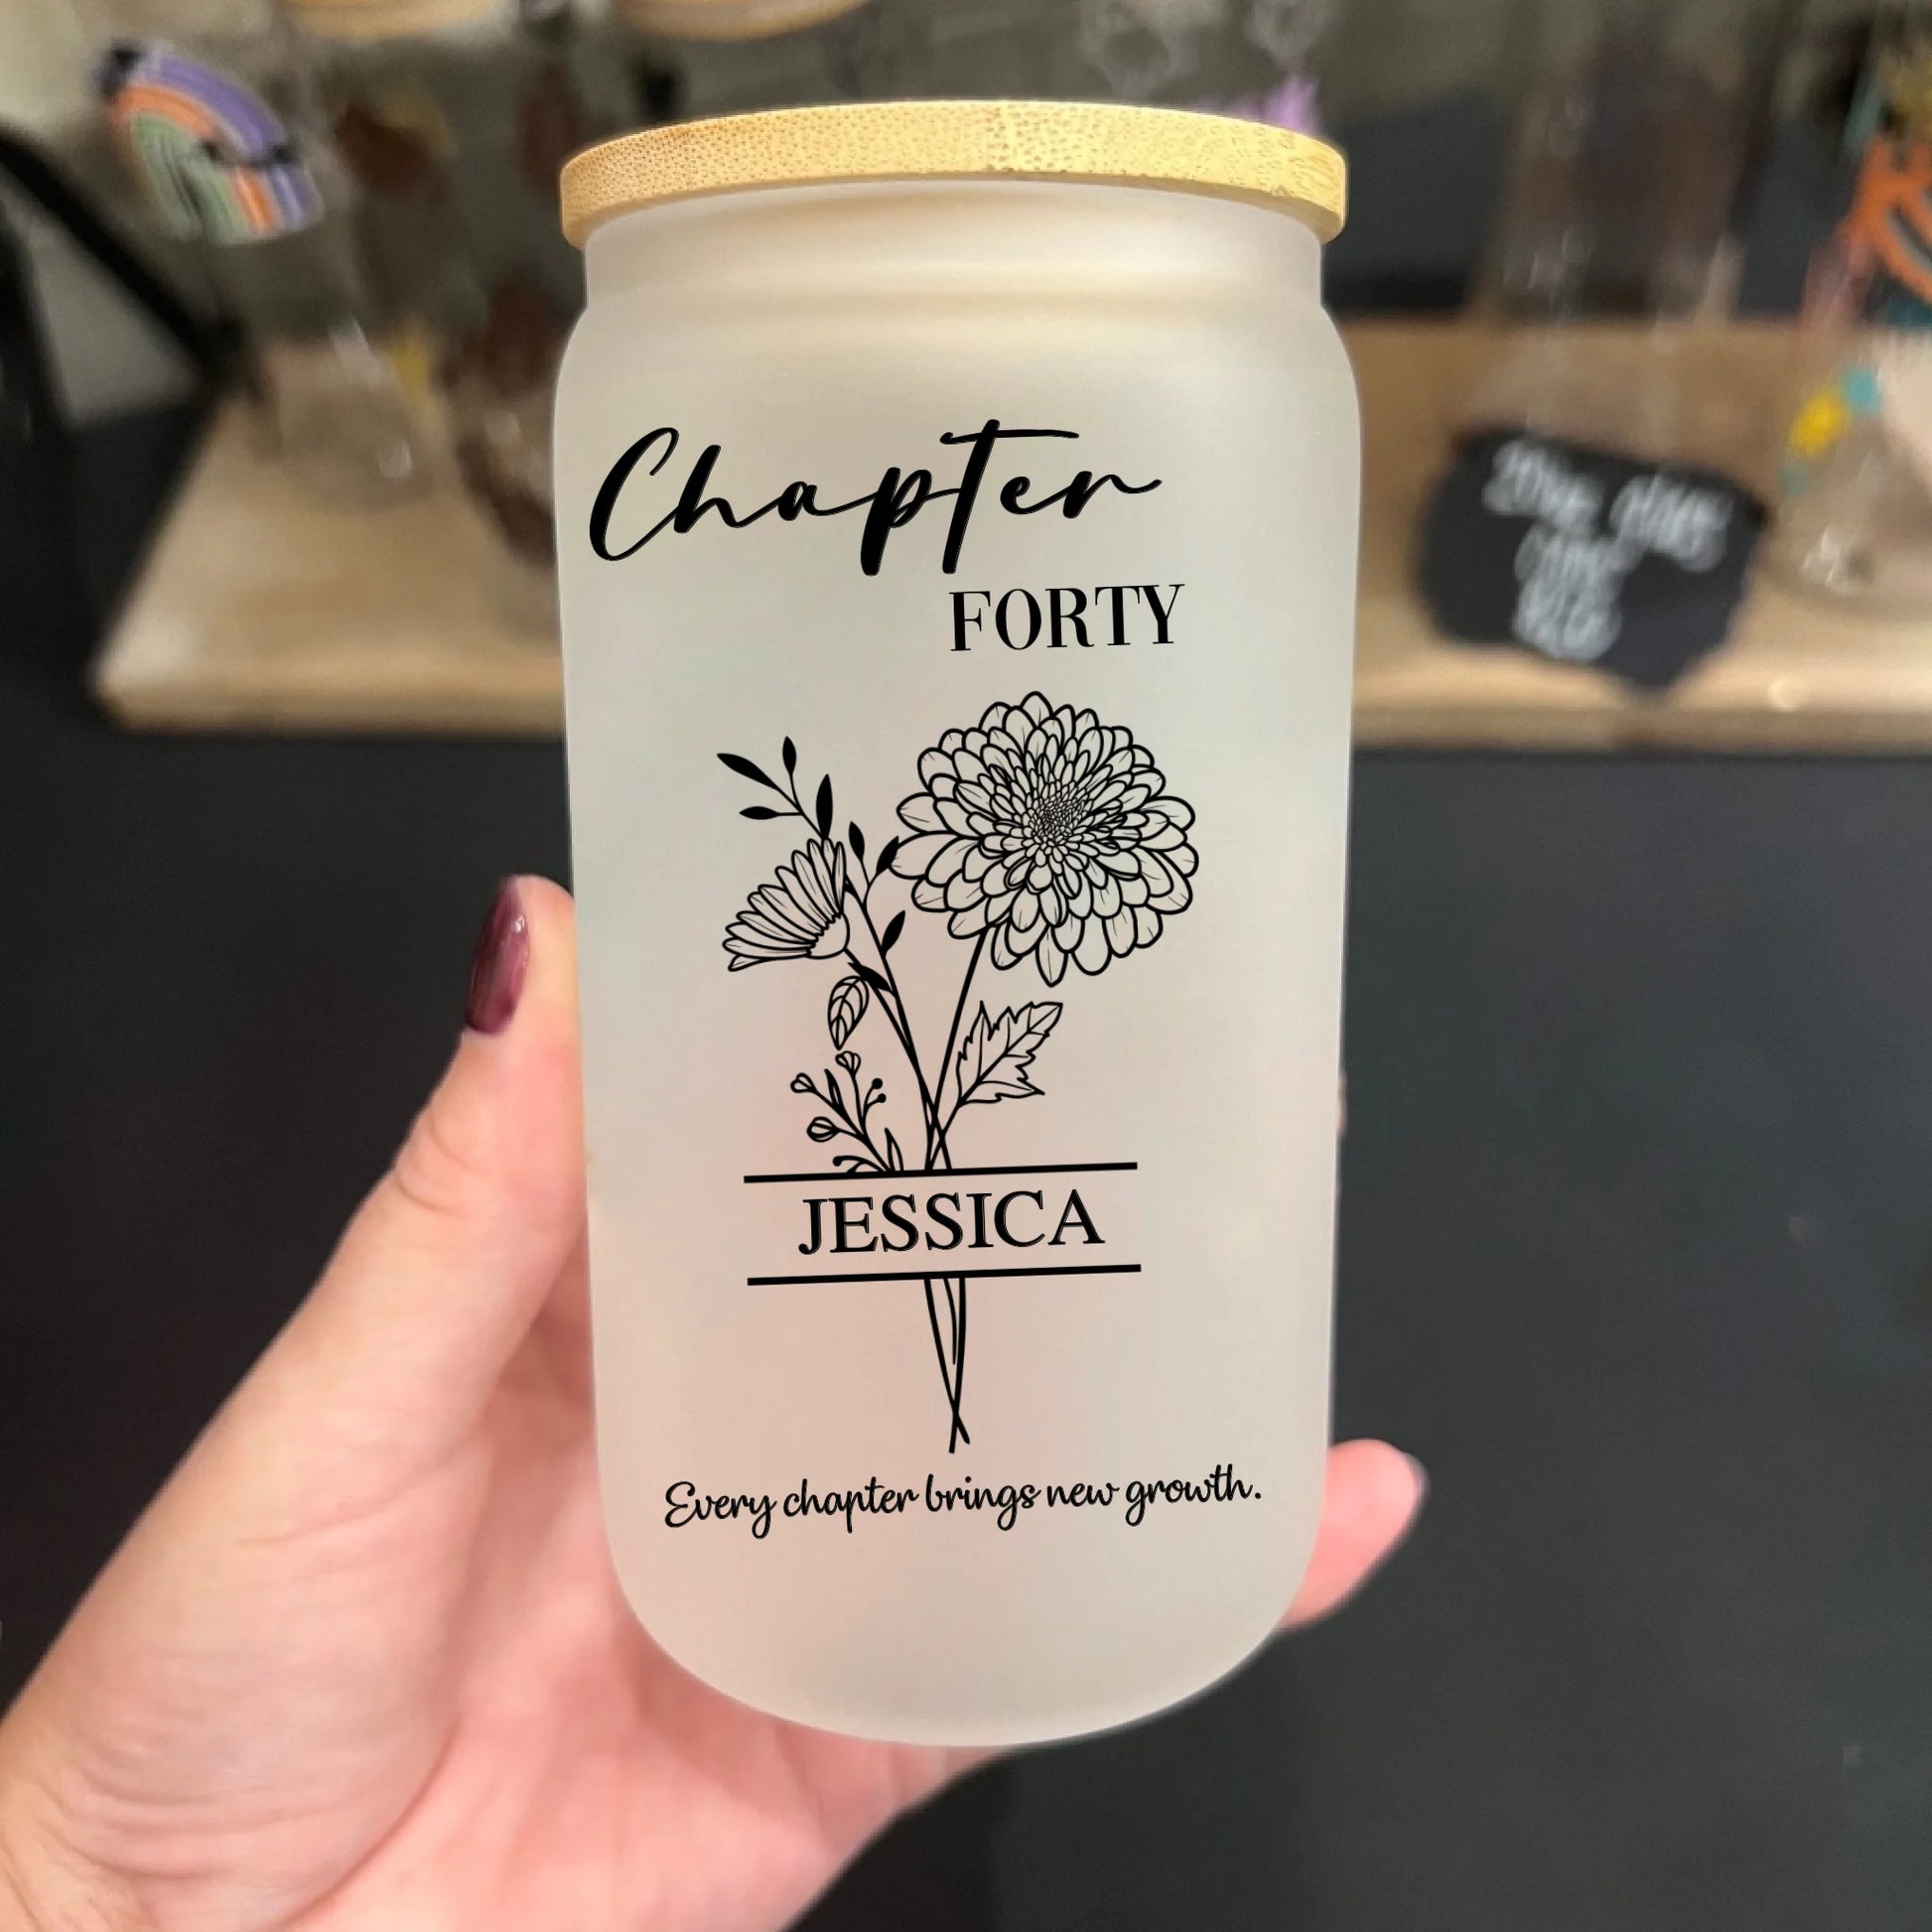 Chapter
FORTY
JESSICA
Every chapter brings new growth.